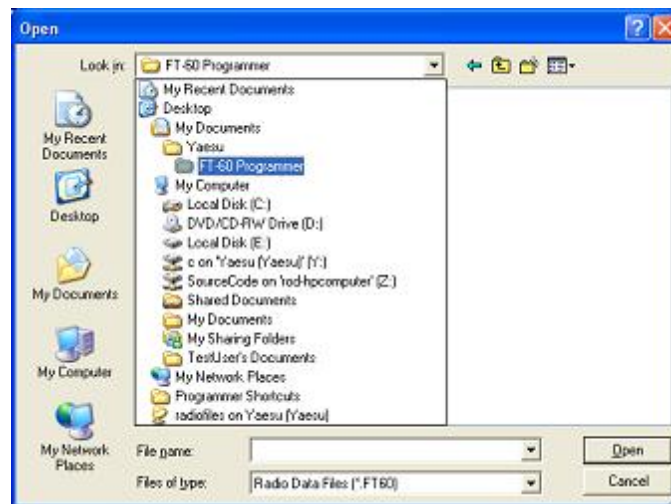 Open
Look in: FT-60 Programmer
My Recent Documents
Desktop
My Documents
Yaesu
FT-60 Programmer
My Computer
Local Disk (C:)
DVD/CD-RW Drive (D:)
Local Disk (E:)
c on 'Yaesu (Yaesu)' (Y:)
SourceCode on 'rod-hpcomputer' (Z:)
Shared Documents
My Documents
My Sharing Folders
TestUser's Documents
My Network Places
Programmer Shortcuts
radiofiles on Yaesu (Yaesu)
My Recent
Documents
Desktop
My Documents
My Computer
My Network
Places
File name:
Open
Files of type: Radio Data Files (*.FT60)
Cancel